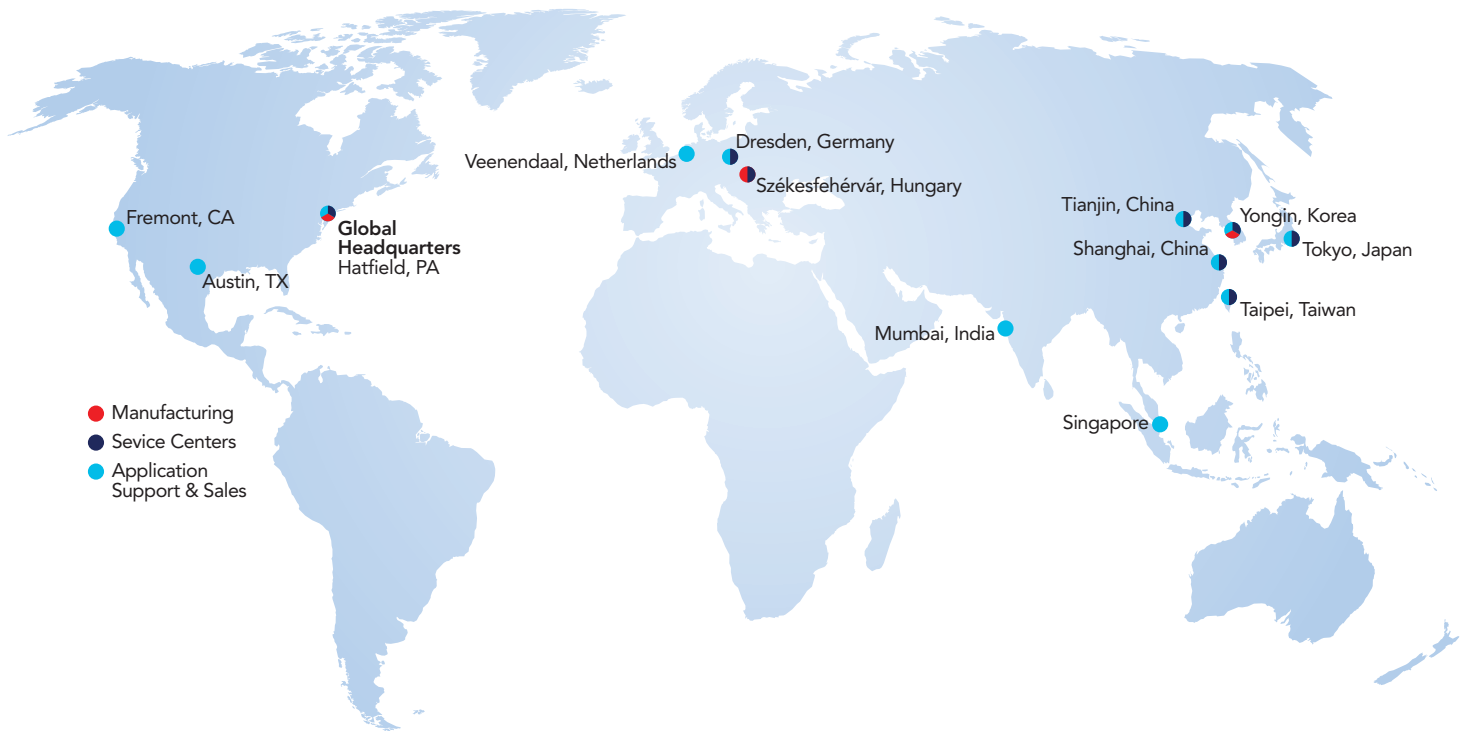 Veenendaal, Netherlands
Dresden, Germany
Székesfehérvár, Hungary
Fremont, CA
Global
Headquarters
Hatfield, PA
Austin, TX
Tianjin, China
Yongin, Korea
Shanghai, China
Tokyo, Japan
Taipei, Taiwan
Mumbai, India
Singapore
Manufacturing
Sevice Centers
Application
Support & Sales